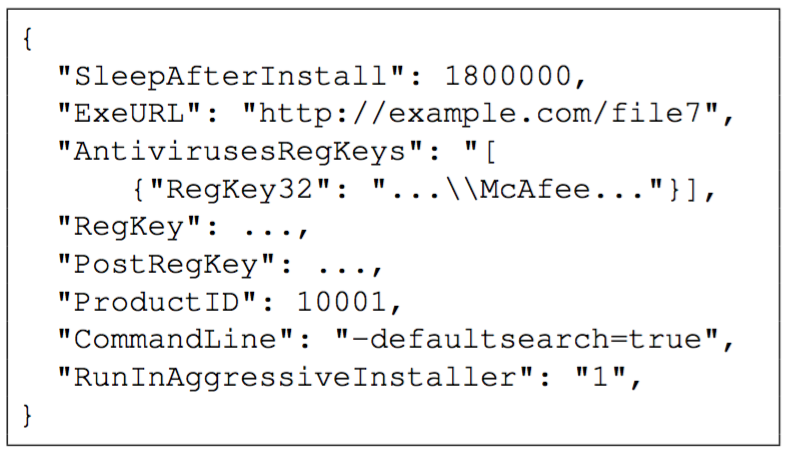 {
"SleepAfterInstall": 1800000,
"ExeURL": "http://example.com/file7",
"AntivirusesRegKeys": "[
{"RegKey32": "...\\McAfee..."}],
"RegKey": ...,
"PostRegKey": ...,
"ProductID": 10001,
"CommandLine": "-defaultsearch=true",
"RunInAggressiveInstaller": "1",
}